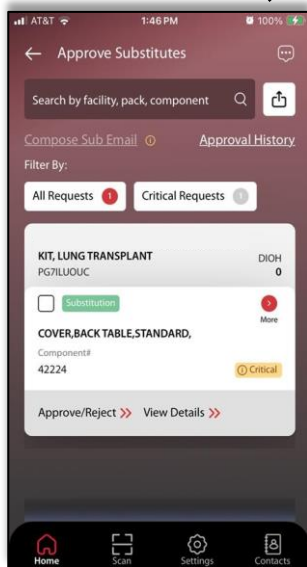 AT&T 1:46 PM 100%
Approve Substitutes
Search by facility, pack, component
Compose Sub Email Approval History
Filter By:
All Requests 1 Critical Requests 1
KIT, LUNG TRANSPLANT DIOH
PG7ILUOUC 0
Substitution
More
COVER,BACK TABLE,STANDARD,
Component#
42224 Critical
Approve/Reject View Details
Home Scan Settings Contacts